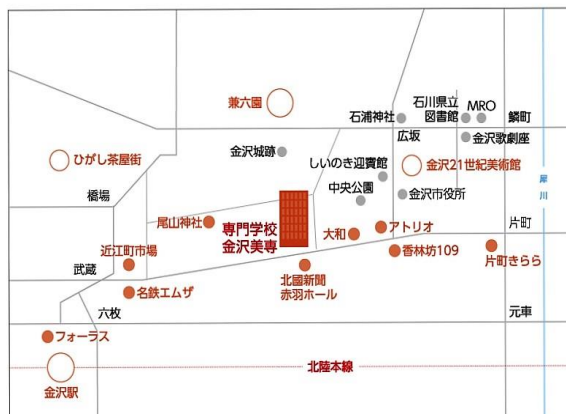 兼六園
石川県立
図書館
MRO
石浦神社
鱗町
広坂
金沢歌劇座
金沢城跡
ひがし茶屋街
しいのき迎賓館
金沢21世紀美術館
犀川
中央公園
金沢市役所
橋場
尾山神社
専門学校
金沢美専
アトリオ
片町
大和
近江町市場
香林坊109
片町きらら
武蔵
北國新聞
赤羽ホール
名鉄エムザ
六枚
元車
フォーラス
北陸本線
金沢駅